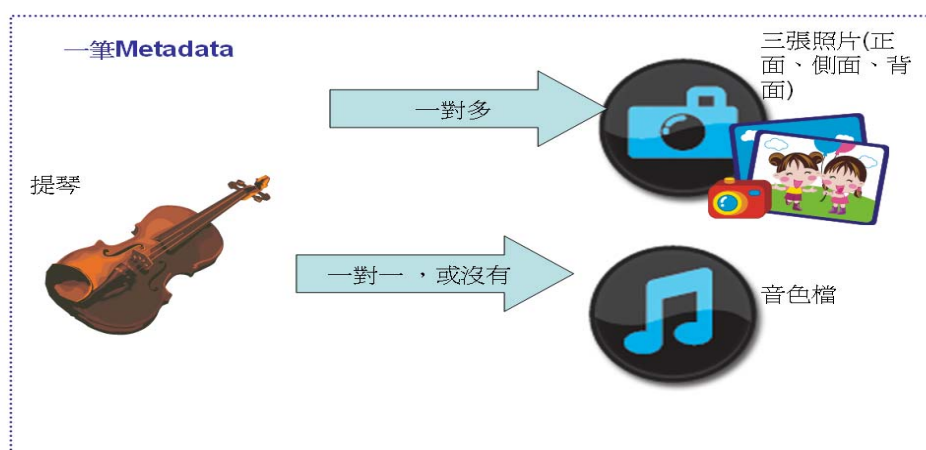 一筆Metadata
三張照片(正
面、側面、背
面)
一對多
提琴
一對一，或沒有
音色檔